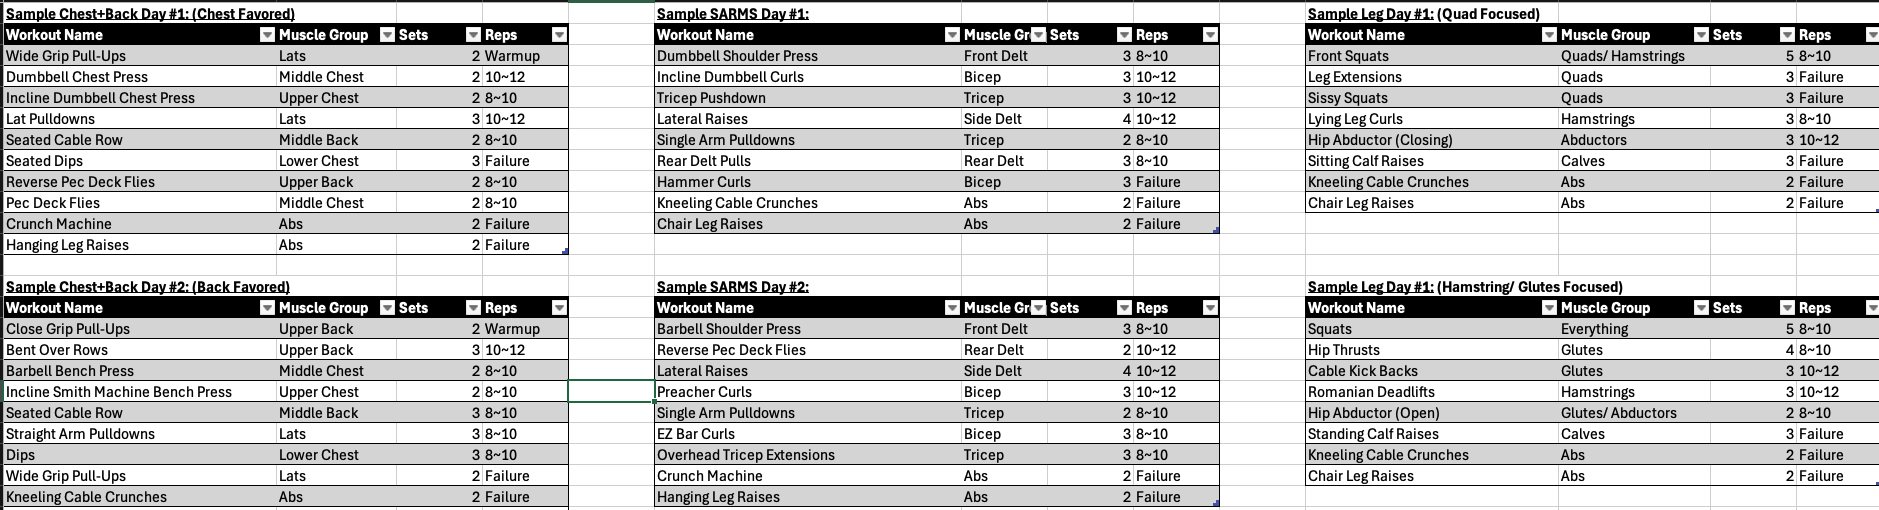 Sample Chest+Back Day #1: (Chest Favored)
Workout Name Muscle Group Sets Reps
Wide Grip Pull-Ups Lats 2 Warmup
Dumbbell Chest Press Middle Chest 2 10~12
Incline Dumbbell Chest Press Upper Chest 2 8~10
Lat Pulldowns Lats 3 10~12
Seated Cable Row Middle Back 2 8~10
Seated Dips Lower Chest 3 Failure
Reverse Pec Deck Flies Upper Back 2 8~10
Pec Deck Flies Middle Chest 2 8~10
Crunch Machine Abs 2 Failure
Hanging Leg Raises Abs 2 Failure
Sample SARMS Day #1:
Workout Name Muscle Gr Sets Reps
Dumbbell Shoulder Press Front Delt 3 8~10
Incline Dumbbell Curls Bicep 3 10~12
Tricep Pushdown Tricep 3 10~12
Lateral Raises Side Delt 4 10~12
Single Arm Pulldowns Tricep 2 8~10
Rear Delt Pulls Rear Delt 3 8~10
Hammer Curls Bicep 3 Failure
Kneeling Cable Crunches Abs 2 Failure
Chair Leg Raises Abs 2 Failure
Sample Leg Day #1: (Quad Focused)
Workout Name Muscle Group Sets Reps
Front Squats Quads/ Hamstrings 5 8~10
Leg Extensions Quads 3 Failure
Sissy Squats Quads 3 Failure
Lying Leg Curls Hamstrings 3 8~10
Hip Abductor (Closing) Abductors 3 10~12
Sitting Calf Raises Calves 3 Failure
Kneeling Cable Crunches Abs 2 Failure
Chair Leg Raises Abs 2 Failure
Sample Chest+Back Day #2: (Back Favored)
Workout Name Muscle Group Sets Reps
Close Grip Pull-Ups Upper Back 2 Warmup
Bent Over Rows Upper Back 3 10~12
Barbell Bench Press Middle Chest 2 8~10
Incline Smith Machine Bench Press Upper Chest 2 8~10
Seated Cable Row Middle Back 3 8~10
Straight Arm Pulldowns Lats 3 8~10
Dips Lower Chest 3 8~10
Wide Grip Pull-Ups Lats 2 Failure
Kneeling Cable Crunches Abs 2 Failure
Sample SARMS Day #2:
Workout Name Muscle Gr Sets Reps
Barbell Shoulder Press Front Delt 3 8~10
Reverse Pec Deck Flies Rear Delt 2 10~12
Lateral Raises Side Delt 4 10~12
Preacher Curls Bicep 3 10~12
Single Arm Pulldowns Tricep 2 8~10
EZ Bar Curls Bicep 3 8~10
Overhead Tricep Extensions Tricep 3 8~10
Crunch Machine Abs 2 Failure
Hanging Leg Raises Abs 2 Failure
Sample Leg Day #1: (Hamstring/ Glutes Focused)
Workout Name Muscle Group Sets Reps
Squats Everything 5 8~10
Hip Thrusts Glutes 4 8~10
Cable Kick Backs Glutes 3 10~12
Romanian Deadlifts Hamstrings 3 10~12
Hip Abductor (Open) Glutes/ Abductors 2 8~10
Standing Calf Raises Calves 3 Failure
Kneeling Cable Crunches Abs 2 Failure
Chair Leg Raises Abs 2 Failure